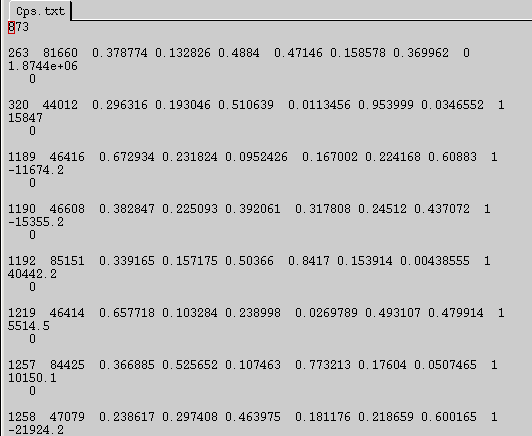 Cps.txt
873
263 81660 0.378774 0.132826 0.4884 0.47146 0.158578 0.369962 0
1.8744e+06
0
320 44012 0.296316 0.193046 0.510639 0.0113456 0.953999 0.0346552 1
15847
0
1189 46416 0.672934 0.231824 0.0952426 0.167002 0.224168 0.60883 1
-11674.2
0
1190 46608 0.382847 0.225093 0.392061 0.317808 0.24512 0.437072 1
-15355.2
0
1192 85151 0.339165 0.157175 0.50366 0.8417 0.153914 0.00438555 1
40442.2
0
1219 46414 0.657718 0.103284 0.238998 0.0269789 0.493107 0.479914 1
5514.5
0
1257 84425 0.366885 0.525652 0.107463 0.773213 0.17604 0.0507465 1
10150.1
0
1258 47079 0.238617 0.297408 0.463975 0.181176 0.218659 0.600165 1
-21924.2